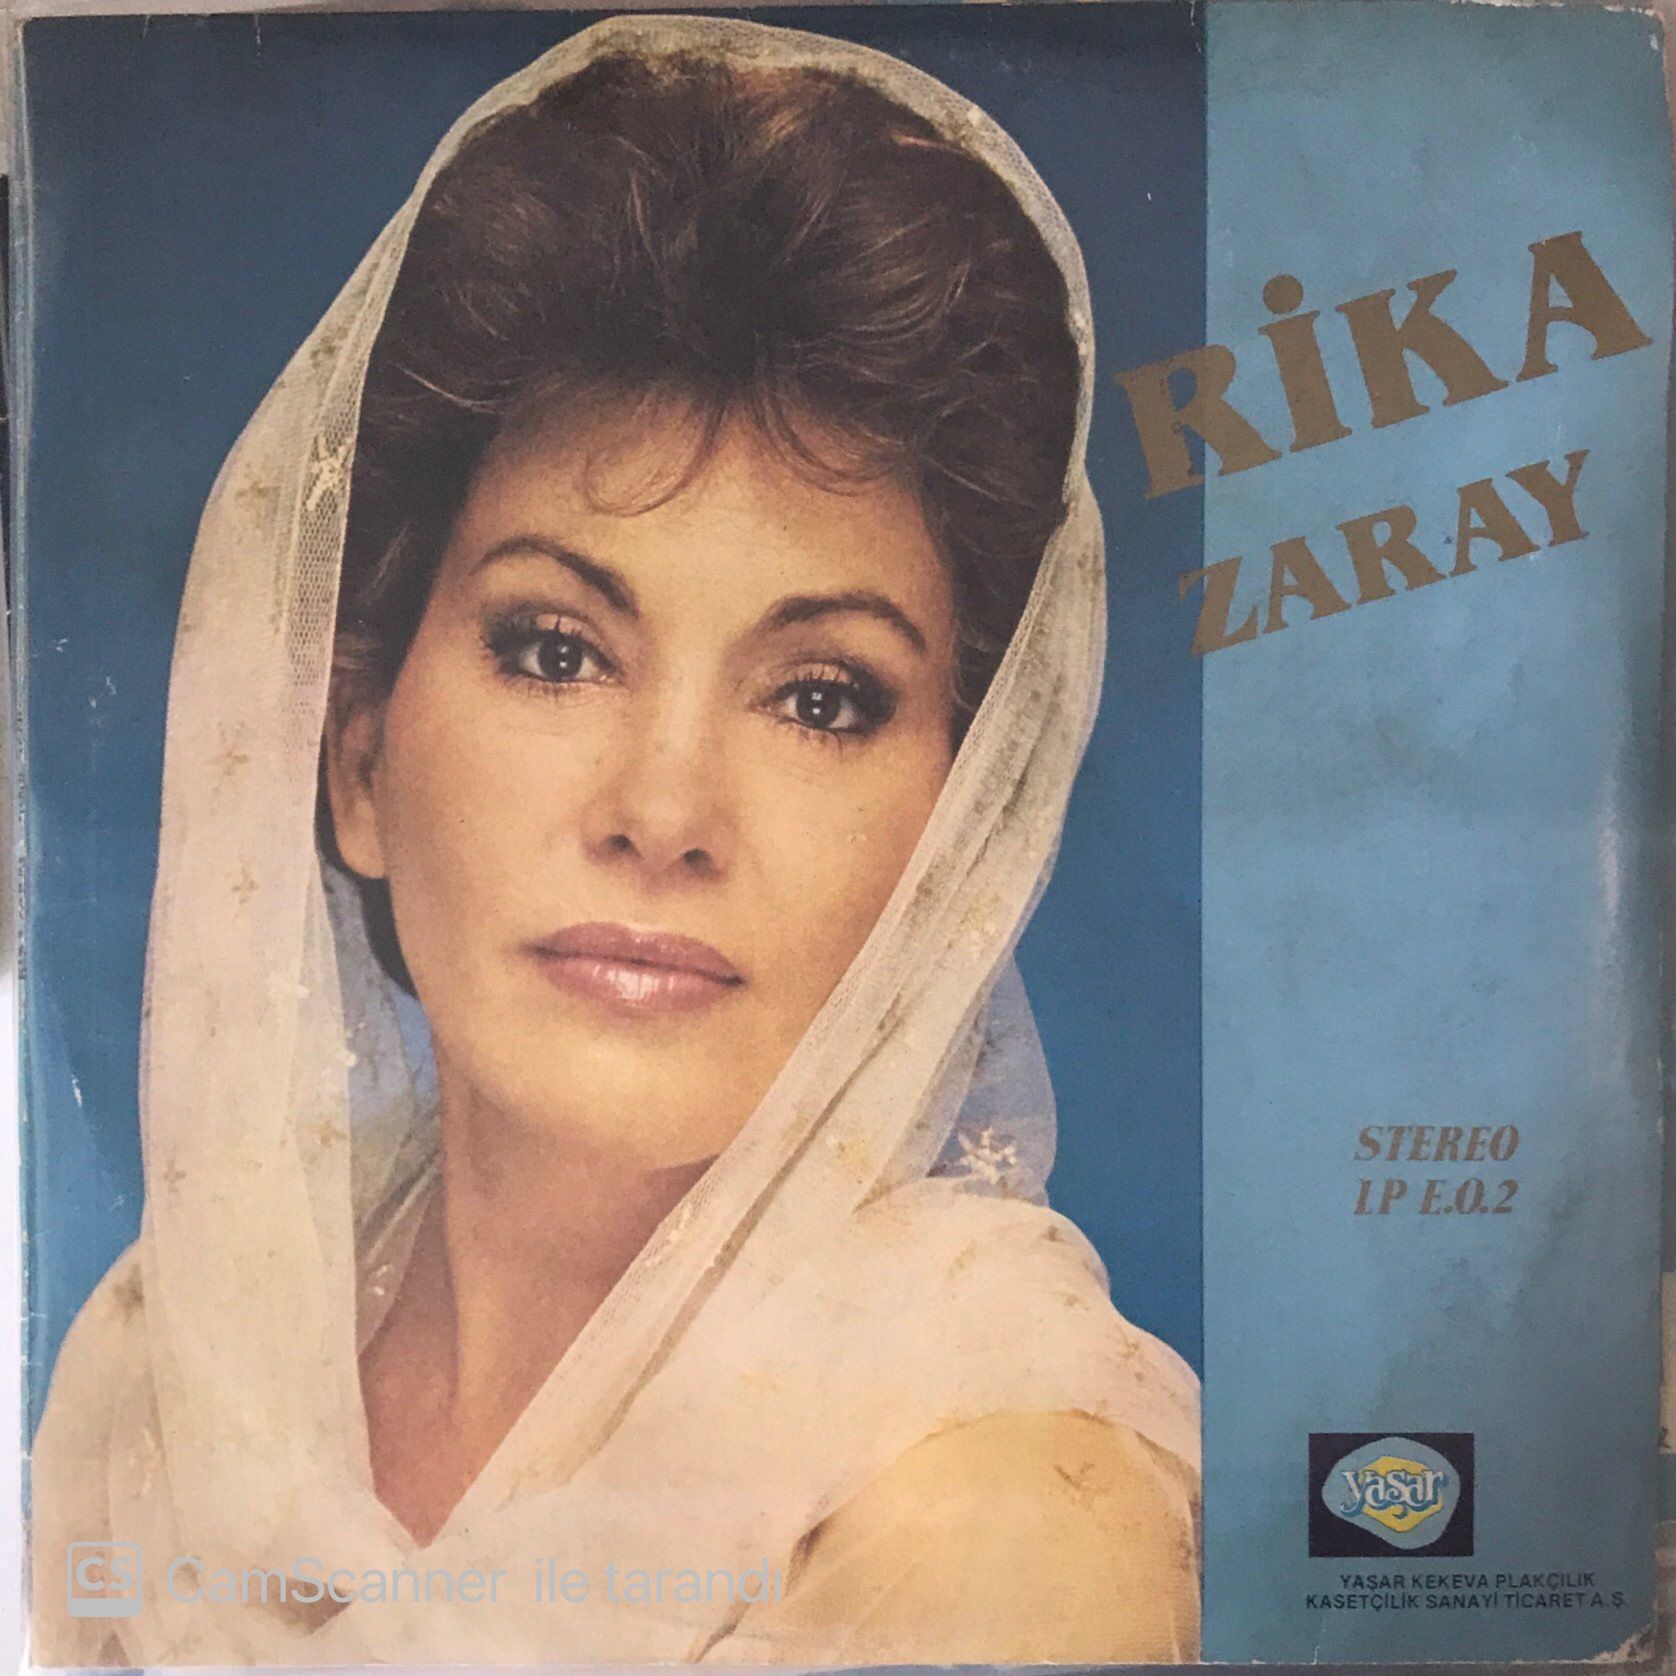 RİKA
ZARAY
STEREO
LP E.O.2
yaşar
YAŞAR KEKEVA PLAKÇILIK
KASETÇİLİK SANAYİ TİCARET A.Ş.
CS CamScanner ile tarandı